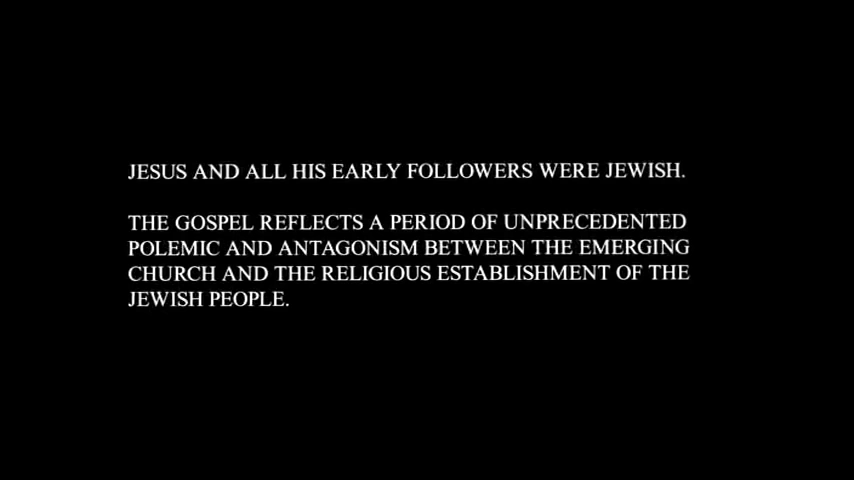 JESUS AND ALL HIS EARLY FOLLOWERS WERE JEWISH.
THE GOSPEL REFLECTS A PERIOD OF UNPRECEDENTED
POLEMIC AND ANTAGONISM BETWEEN THE EMERGING
CHURCH AND THE RELIGIOUS ESTABLISHMENT OF THE
JEWISH PEOPLE.